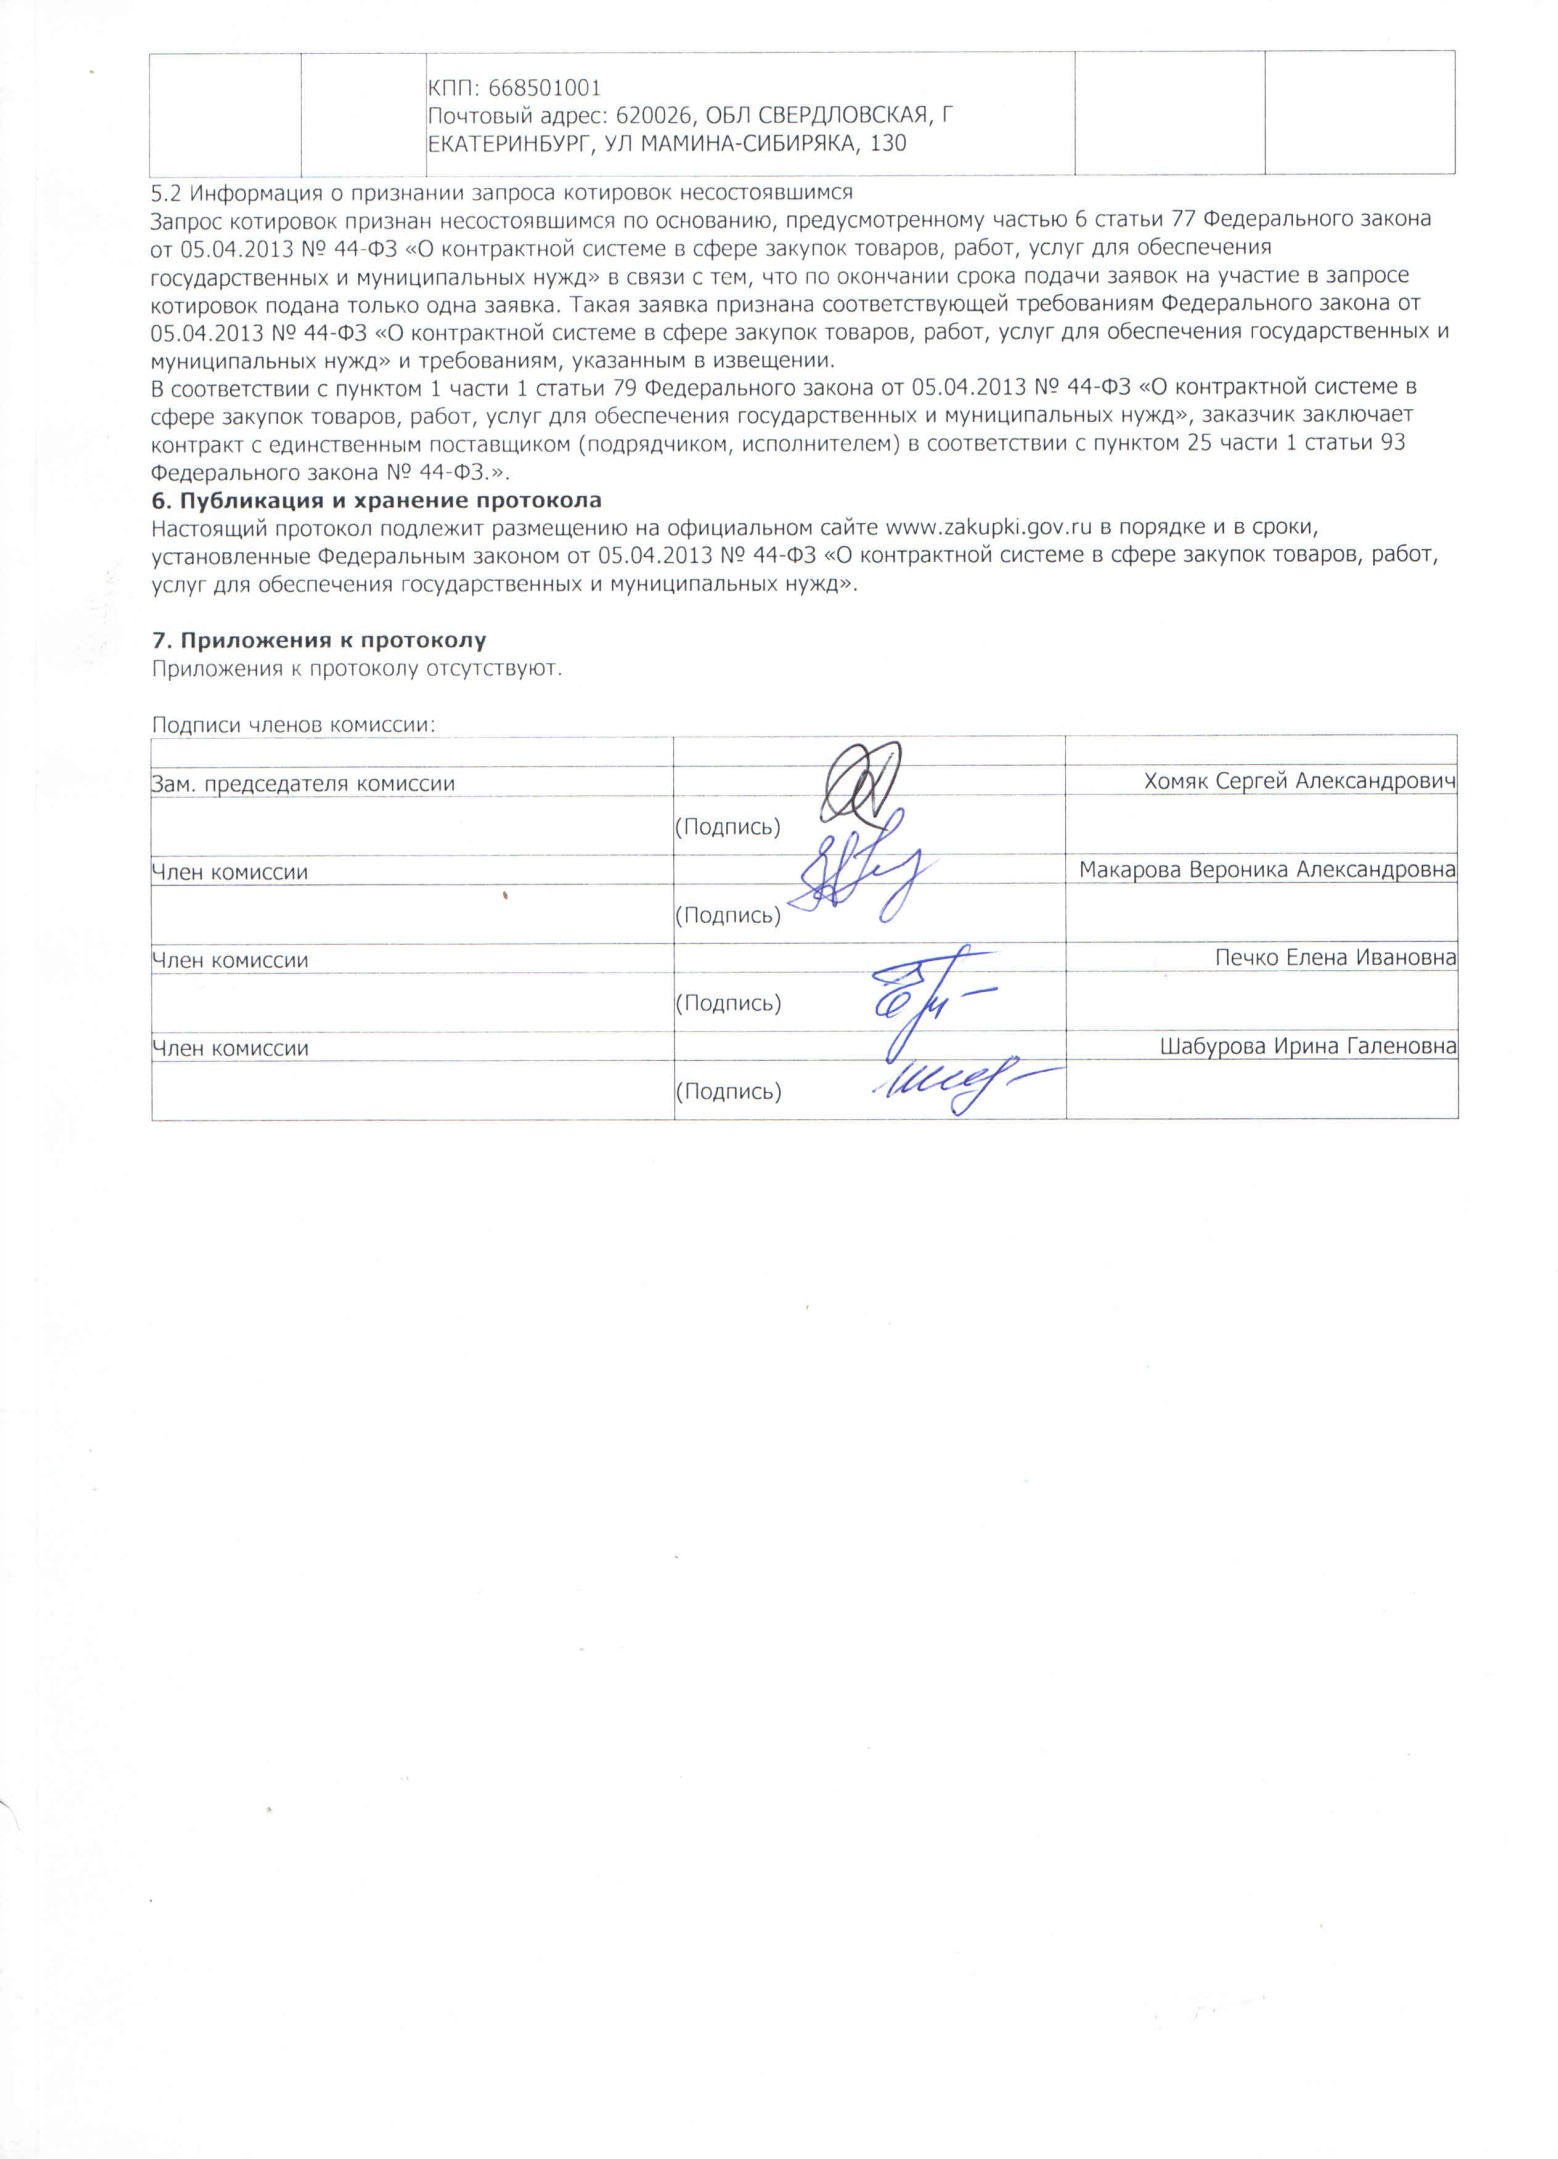 КПП: 668501001
Почтовый адрес: 620026, ОБЛ СВЕРДЛОВСКАЯ, Г
ЕКАТЕРИНБУРГ, УЛ МАМИНА-СИБИРЯКА, 130
5.2 Информация о признании запроса котировок несостоявшимся
Запрос котировок признан несостоявшимся по основанию, предусмотренному частью 6 статьи 77 Федерального закона
от 05.04.2013 № 44-ФЗ «О контрактной системе в сфере закупок товаров, работ, услуг для обеспечения
государственных и муниципальных нужд» в связи с тем, что по окончании срока подачи заявок на участие в запросе
котировок подана только одна заявка. Такая заявка признана соответствующей требованиям Федерального закона от
05.04.2013 № 44-ФЗ «О контрактной системе в сфере закупок товаров, работ, услуг для обеспечения государственных и
муниципальных нужд» и требованиям, указанным в извещении.
В соответствии с пунктом 1 части 1 статьи 79 Федерального закона от 05.04.2013 № 44-ФЗ «О контрактной системе в
сфере закупок товаров, работ, услуг для обеспечения государственных и муниципальных нужд», заказчик заключает
контракт с единственным поставщиком (подрядчиком, исполнителем) в соответствии с пунктом 25 части 1 статьи 93
Федерального закона № 44-ФЗ.».
6. Публикация и хранение протокола
Настоящий протокол подлежит размещению на официальном сайте www.zakupki.gov.ru в порядке и в сроки,
установленные Федеральным законом от 05.04.2013 № 44-ФЗ «О контрактной системе в сфере закупок товаров, работ,
услуг для обеспечения государственных и муниципальных нужд».
7. Приложения к протоколу
Приложения к протоколу отсутствуют.
Подписи членов комиссии:
Зам. председателя комиссии Хомяк Сергей Александрович
(Подпись)
Член комиссии Макарова Вероника Александровна
(Подпись)
Член комиссии Печко Елена Ивановна
(Подпись)
Член комиссии Шабурова Ирина Галеновна
(Подпись)